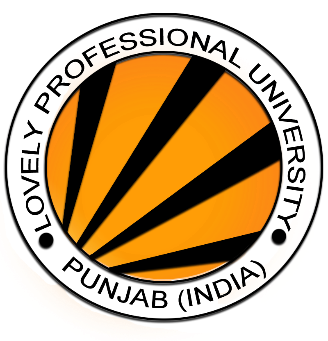 LOVELY PROFESSIONAL UNIVERSITY
PUNJAB (INDIA)